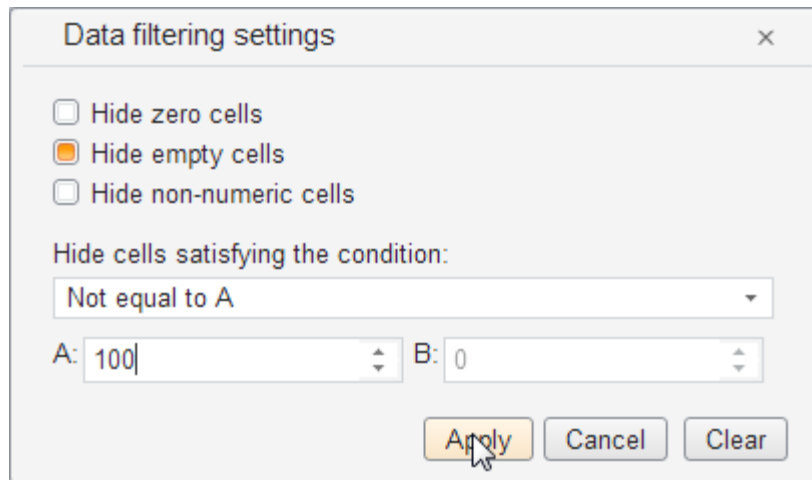 Data filtering settings ×
Hide zero cells
Hide empty cells
Hide non-numeric cells
Hide cells satisfying the condition:
Not equal to A
A: 100 B: 0
Apply Cancel Clear